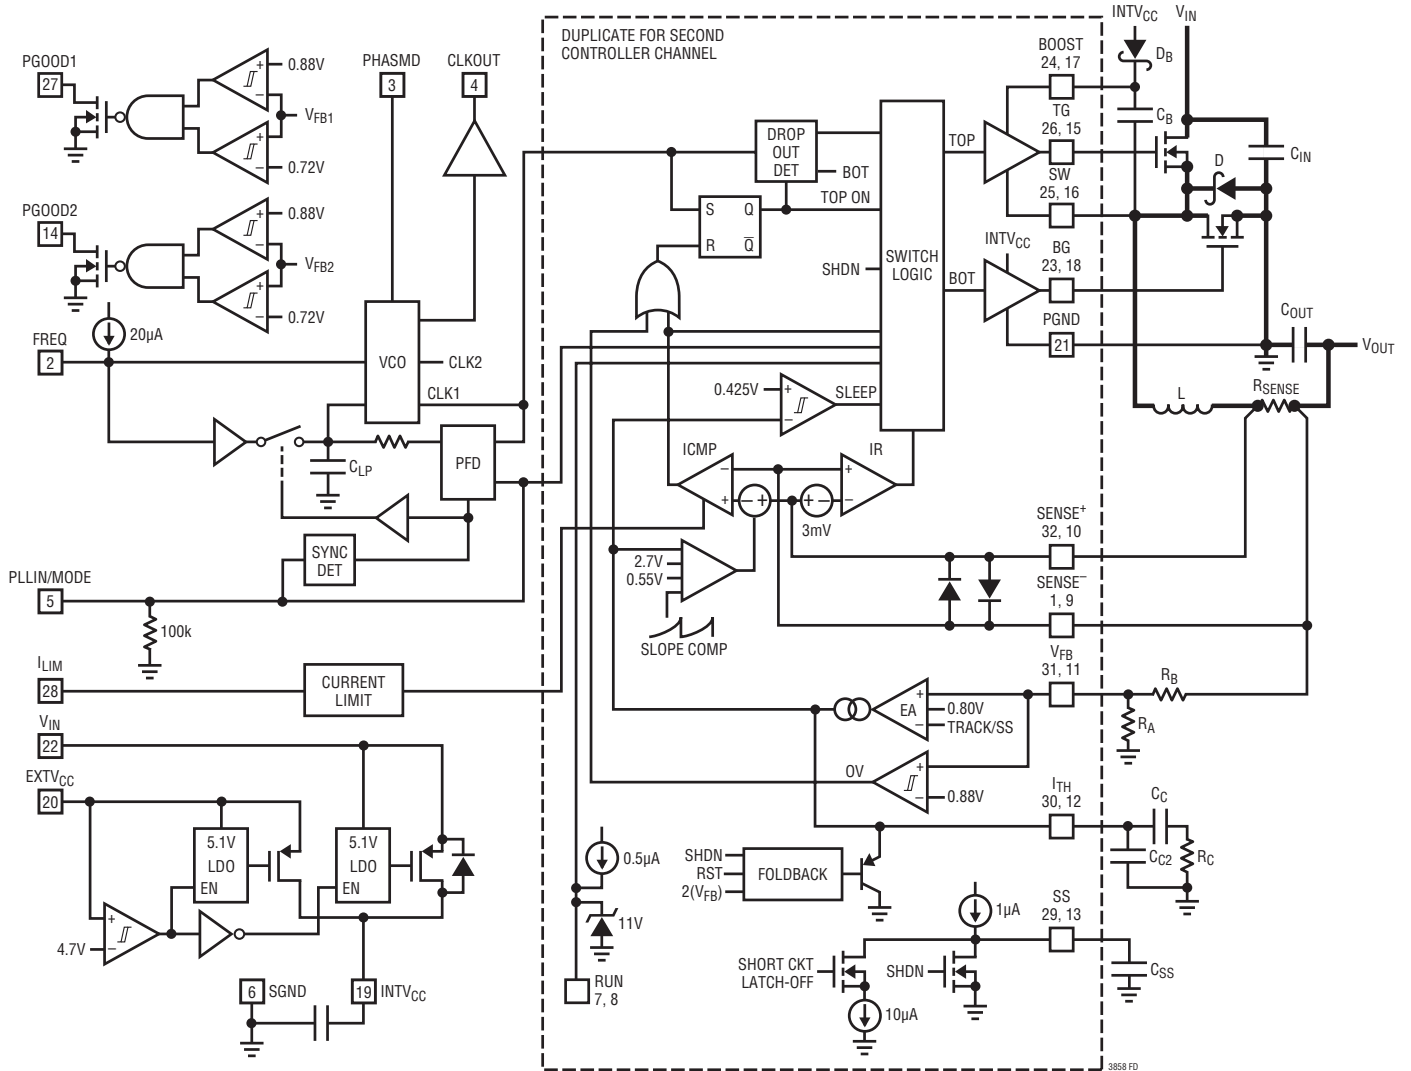 DUPLICATE FOR SECOND
CONTROLLER CHANNEL
INTVCC
VIN
PGOOD1
27
0.88V
VFB1
0.72V
PHASMD
3
CLKOUT
4
BOOST
24, 17
DB
CB
TG
26, 15
TOP
DROP
OUT
DET
BOT
TOP ON
S
Q
R
Q̅
SW
25, 16
D
CIN
PGOOD2
14
0.88V
VFB2
0.72V
SHDN
SWITCH
LOGIC
INTVCC
BG
23, 18
BOT
PGND
21
COUT
VOUT
20µA
FREQ
2
VCO
CLK2
CLK1
0.425V
+
–
SLEEP
L
RSENSE
CLP
PFD
ICMP
–
+
– +
+ –
3mV
IR
+
–
SYNC
DET
PLLIN/MODE
5
100k
2.7V
0.55V
SLOPE COMP
SENSE+
32, 10
SENSE–
1, 9
ILIM
28
CURRENT
LIMIT
VFB
31, 11
RB
RA
EA
+
0.80V
–
TRACK/SS
VIN
22
EXTVCC
20
OV
+
–
0.88V
ITH
30, 12
CC
CC2
RC
5.1V
LDO
EN
5.1V
LDO
EN
0.5µA
11V
SHDN
RST
2(VFB)
FOLDBACK
4.7V
+
–
1µA
SS
29, 13
CSS
SHORT CKT
LATCH-OFF
SHDN
10µA
RUN
7, 8
6
SGND
19
INTVCC
3858 FD